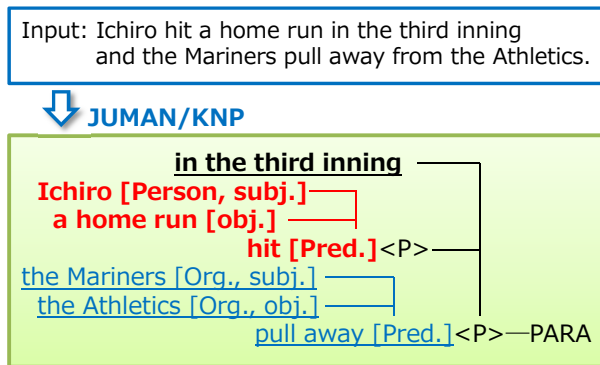 Input: Ichiro hit a home run in the third inning
and the Mariners pull away from the Athletics.
JUMAN/KNP
in the third inning
Ichiro [Person, subj.]
a home run [obj.]
hit [Pred.]<P>
the Mariners [Org., subj.]
the Athletics [Org., obj.]
pull away [Pred.]<P>—PARA